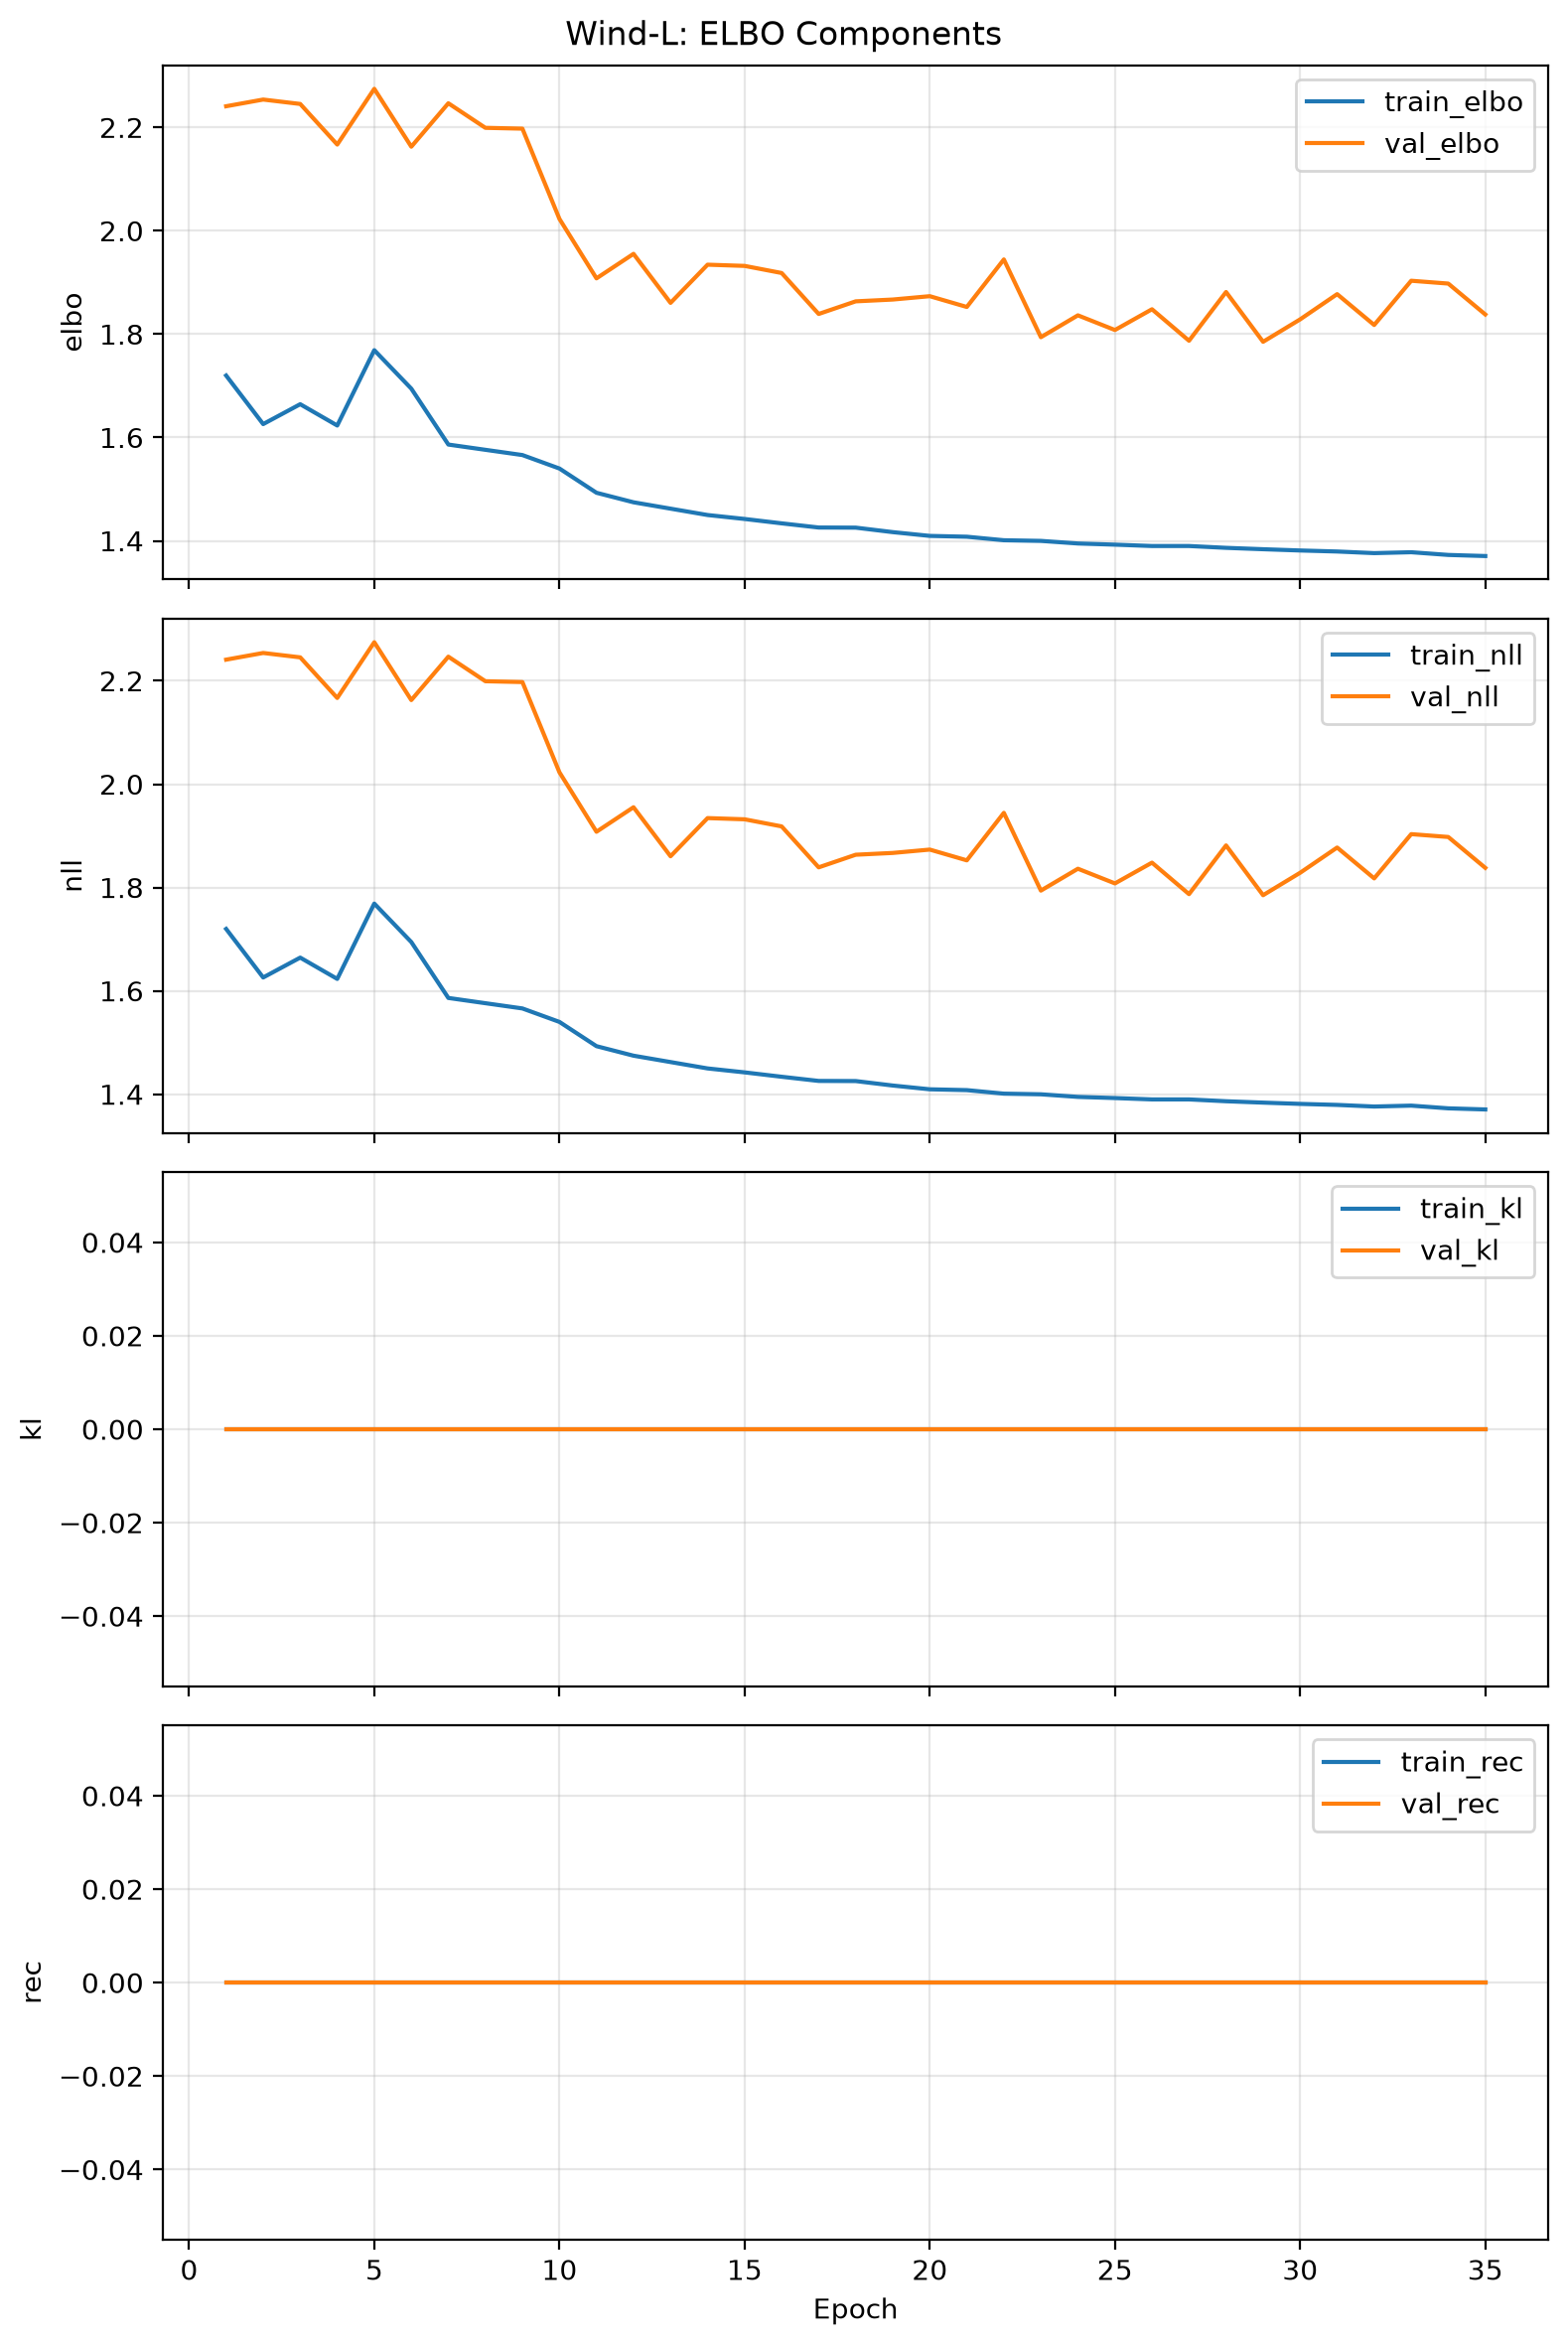 Wind-L: ELBO Components
train_elbo
val_elbo
2.2
2.0
1.8
1.6
1.4
elbo
train_nll
val_nll
2.2
2.0
1.8
1.6
1.4
nll
train_kl
val_kl
0.04
0.02
0.00
−0.02
−0.04
kl
train_rec
val_rec
0.04
0.02
0.00
−0.02
−0.04
rec
0 5 10 15 20 25 30 35
Epoch